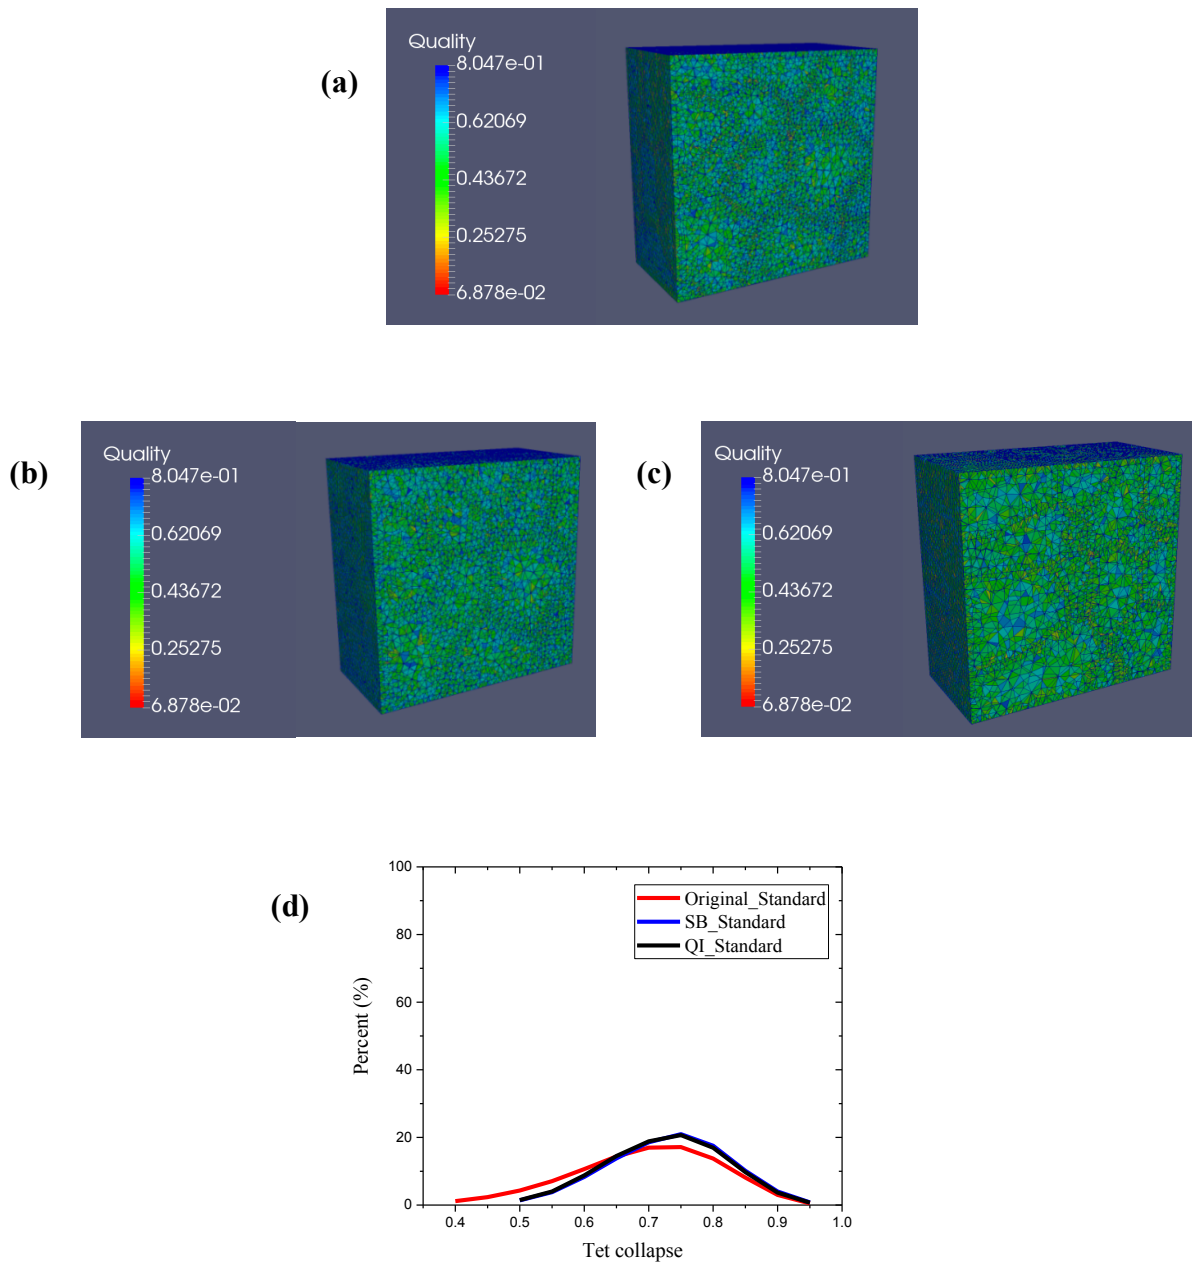 (a)
Quality
8.047e-01
0.62069
0.43672
0.25275
6.878e-02
(b)
Quality
8.047e-01
0.62069
0.43672
0.25275
6.878e-02
(c)
Quality
8.047e-01
0.62069
0.43672
0.25275
6.878e-02
(d)
Percent (%)
100
80
60
40
20
0
Original_Standard
SB_Standard
QI_Standard
0.4 0.5 0.6 0.7 0.8 0.9 1.0
Tet collapse